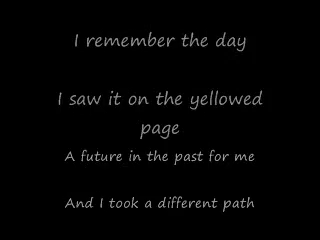 I remember the day
I saw it on the yellowed
page
A future in the past for me
And I took a different path